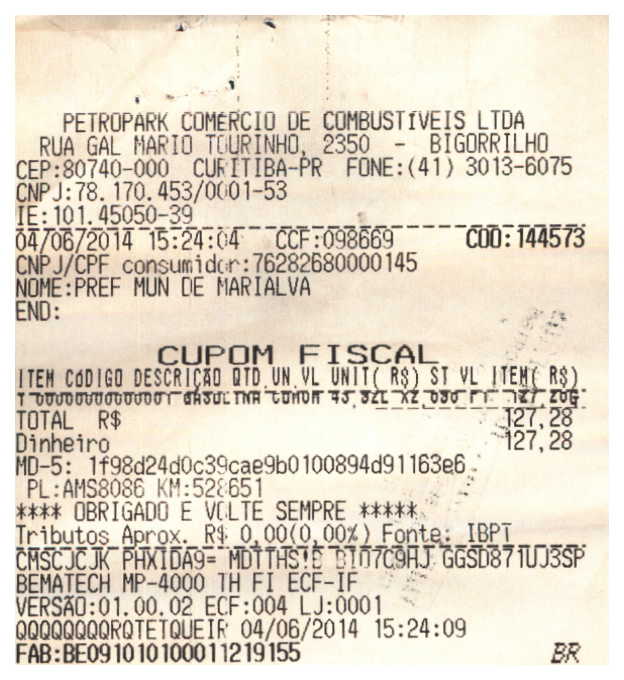 PETROPARK COMERCIO DE COMBUSTÍVEIS LTDA
RUA GAL MARIO TOURINHO, 2350 - BIGORRILHO
CEP:80740-000 CURITIBA-PR FONE:(41) 3013-6075
CNPJ:78.170.453/0001-53
IE:101.45050-39
04/06/2014 15:24:04 CCF:098669 COO:144573
CNPJ/CPF consumidor:76282680000145
NOME:PREF MUN DE MARIALVA
END:
CUPOM FISCAL
ITEM CÓDIGO DESCRIÇÃO QTD UN VL UNIT( R$) ST VL ITEM( R$)
TOTAL R$ 127,28
Dinheiro 127,28
MD-5: 1f98d24d0c39cae9b0100894d91163e6
PL:AMS8086 KM:528651
**** OBRIGADO E VOLTE SEMPRE *****
Tributos Aprox. R$ 0,00(0,00%) Fonte: IBPT
CMSCJCJK PHXIDA9= GGSD871UJ3SP
BEMATECH MP-4000 TH FI ECF-IF
VERSÃO:01.00.02 ECF:004 LJ:0001
QQQQQQQQRQTETQUEIR 04/06/2014 15:24:09
FAB:BE091010100011219155 BR